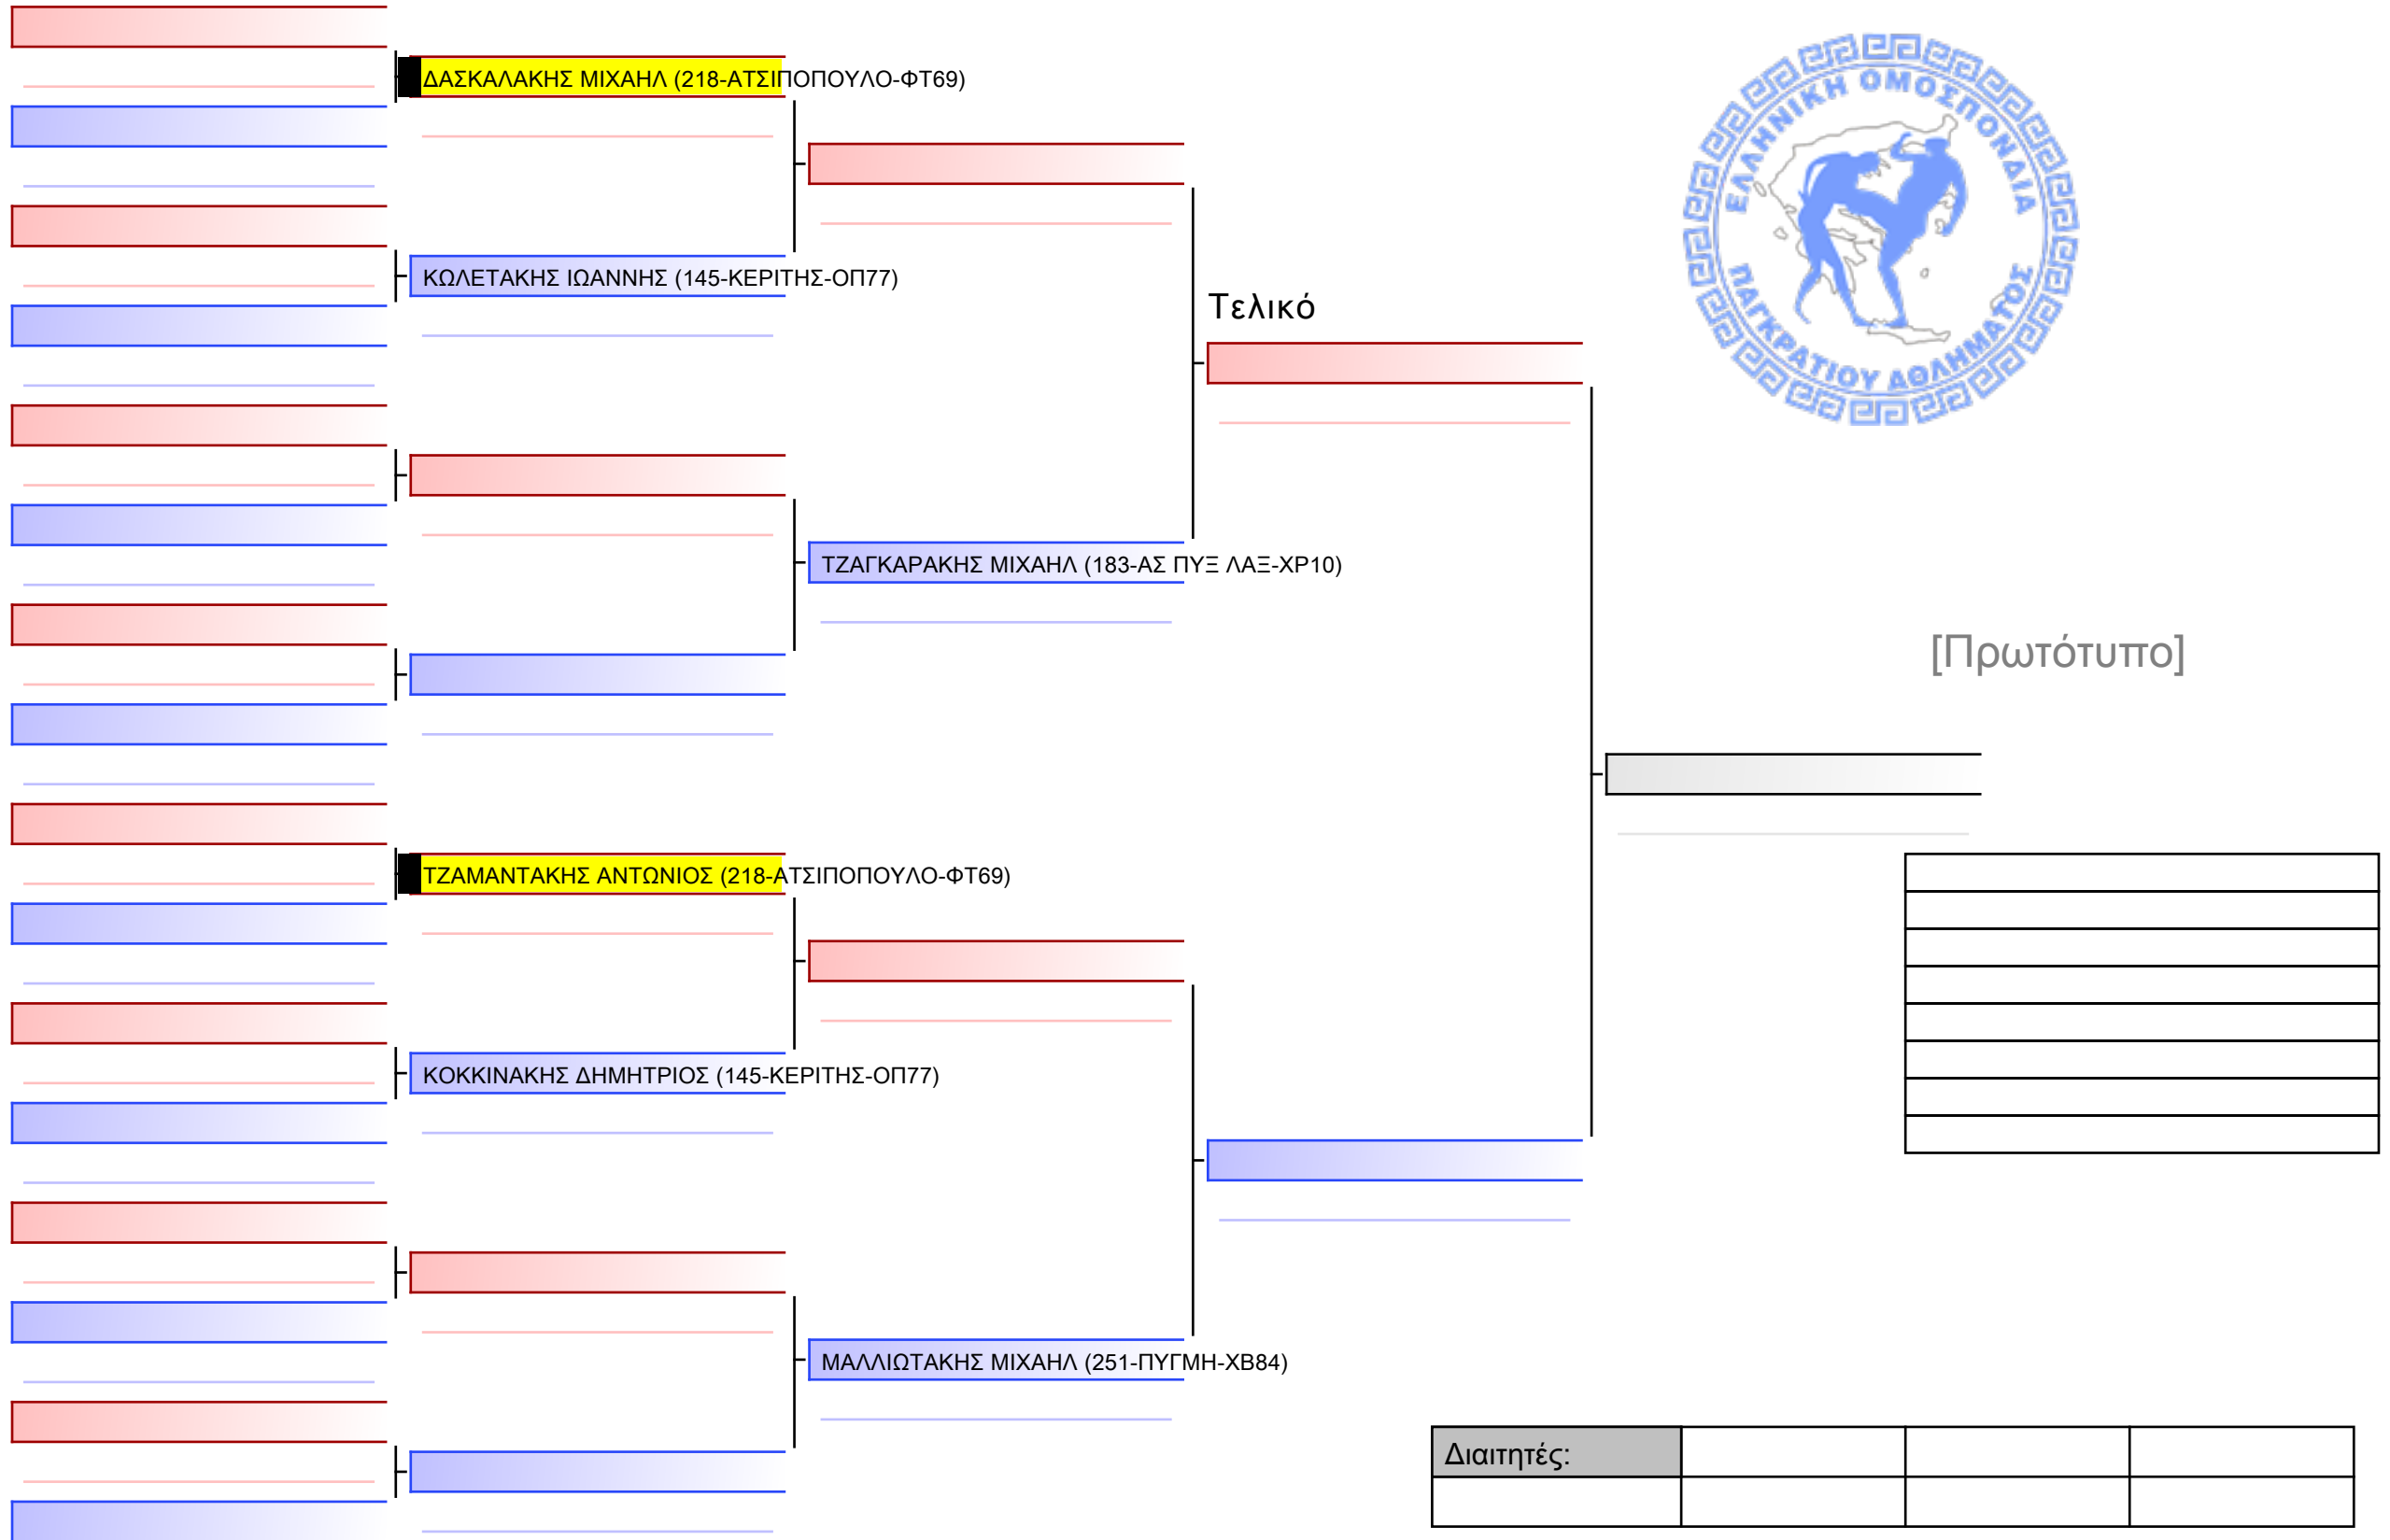 ΔΑΣΚΑΛΑΚΗΣ ΜΙΧΑΗΛ (218-ΑΤΣΙΠΟΠΟΥΛΟ-ΦΤ69)
ΕΛΛΗΝΙΚΗ ΟΜΟΣΠΟΝΔΙΑ
ΠΑΓΚΡΑΤΙΟΥ ΑΘΛΗΜΑΤΟΣ
ΚΩΛΕΤΑΚΗΣ ΙΩΑΝΝΗΣ (145-ΚΕΡΙΤΗΣ-ΟΠ77)
Τελικό
ΤΖΑΓΚΑΡΑΚΗΣ ΜΙΧΑΗΛ (183-ΑΣ ΠΥΞ ΛΑΞ-ΧΡ10)
[Πρωτότυπο]
ΤΖΑΜΑΝΤΑΚΗΣ ΑΝΤΩΝΙΟΣ (218-ΑΤΣΙΠΟΠΟΥΛΟ-ΦΤ69)
ΚΟΚΚΙΝΑΚΗΣ ΔΗΜΗΤΡΙΟΣ (145-ΚΕΡΙΤΗΣ-ΟΠ77)
ΜΑΛΛΙΩΤΑΚΗΣ ΜΙΧΑΗΛ (251-ΠΥΓΜΗ-ΧΒ84)
Διαιτητές: